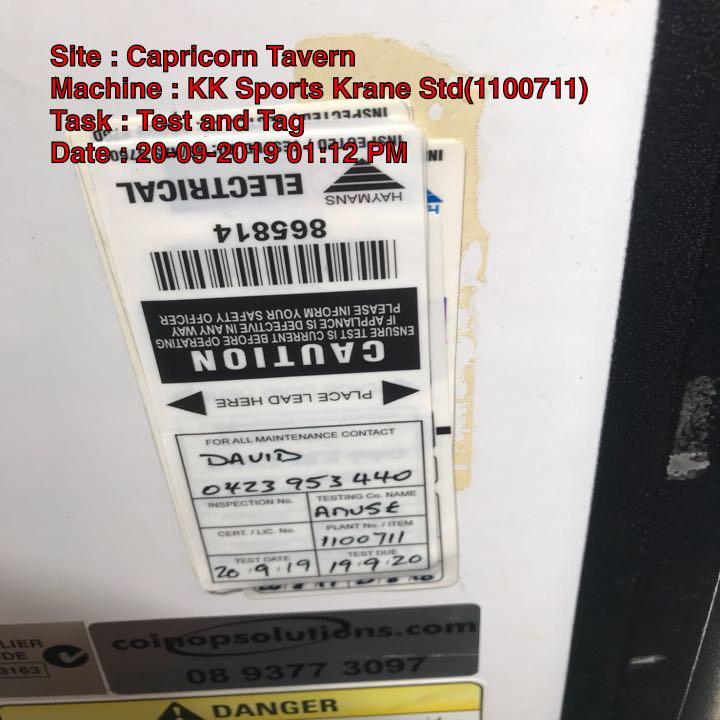 Site : Capricorn Tavern
Machine : KK Sports Krane Std(1100711)
Task : Test and Tag
Date : 20-09-2019 01:12 PM
HAYMANS ELECTRICAL
865814
CAUTION
ENSURE TEST IS CURRENT BEFORE OPERATING
IF APPLIANCE IS DEFECTIVE IN ANY WAY
PLEASE INFORM YOUR SAFETY OFFICER
PLACE LEAD HERE
FOR ALL MAINTENANCE CONTACT
DAVID
0423 953 440
INSPECTION No. TESTING Co. NAME
AMUSE
CERT. / LIC. No. PLANT No. / ITEM
1100711
TEST DATE TEST DUE
20.9.19 19.9.20
LIER
DE
3163
coinopsolutions.com
08 9377 3097
DANGER